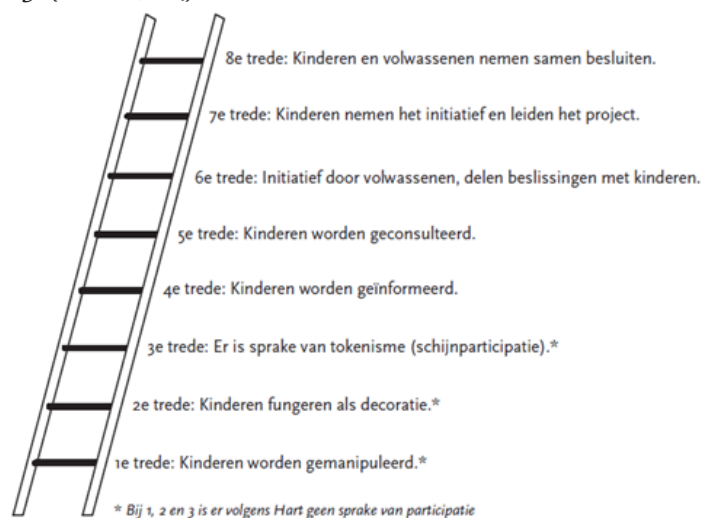 8e trede: Kinderen en volwassenen nemen samen besluiten.
7e trede: Kinderen nemen het initiatief en leiden het project.
6e trede: Initiatief door volwassenen, delen beslissingen met kinderen.
5e trede: Kinderen worden geconsulteerd.
4e trede: Kinderen worden geïnformeerd.
3e trede: Er is sprake van tokenisme (schijnparticipatie).*
2e trede: Kinderen fungeren als decoratie.*
1e trede: Kinderen worden gemanipuleerd.*
* Bij 1, 2 en 3 is er volgens Hart geen sprake van participatie